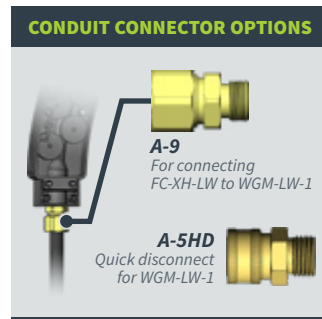 CONDUIT CONNECTOR OPTIONS
A-9
For connecting
FC-XH-LW to WGM-LW-1
A-5HD
Quick disconnect
for WGM-LW-1